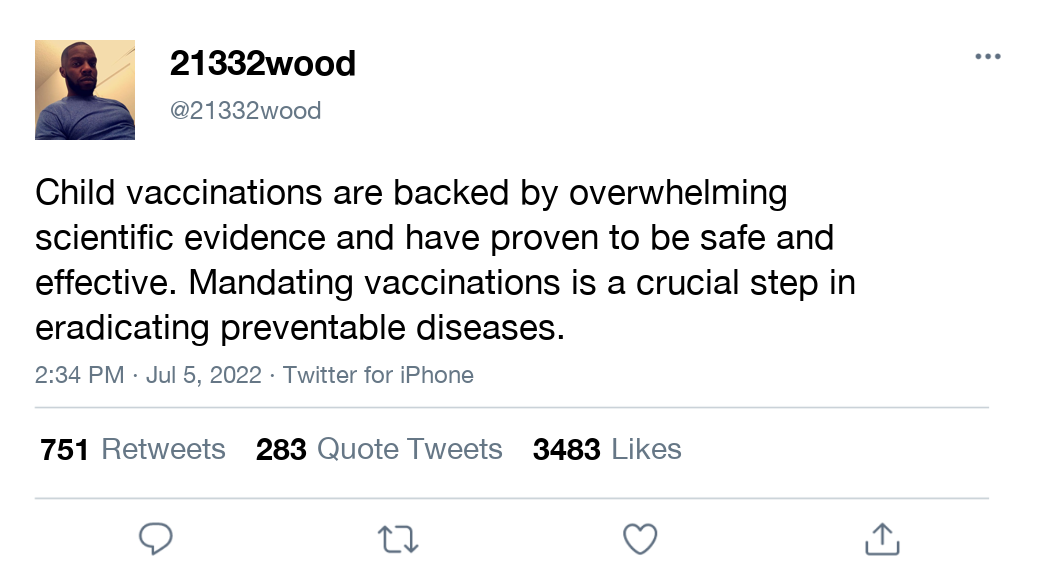 21332wood
@21332wood
Child vaccinations are backed by overwhelming
scientific evidence and have proven to be safe and
effective. Mandating vaccinations is a crucial step in
eradicating preventable diseases.
2:34 PM · Jul 5, 2022 · Twitter for iPhone
751 Retweets 283 Quote Tweets 3483 Likes